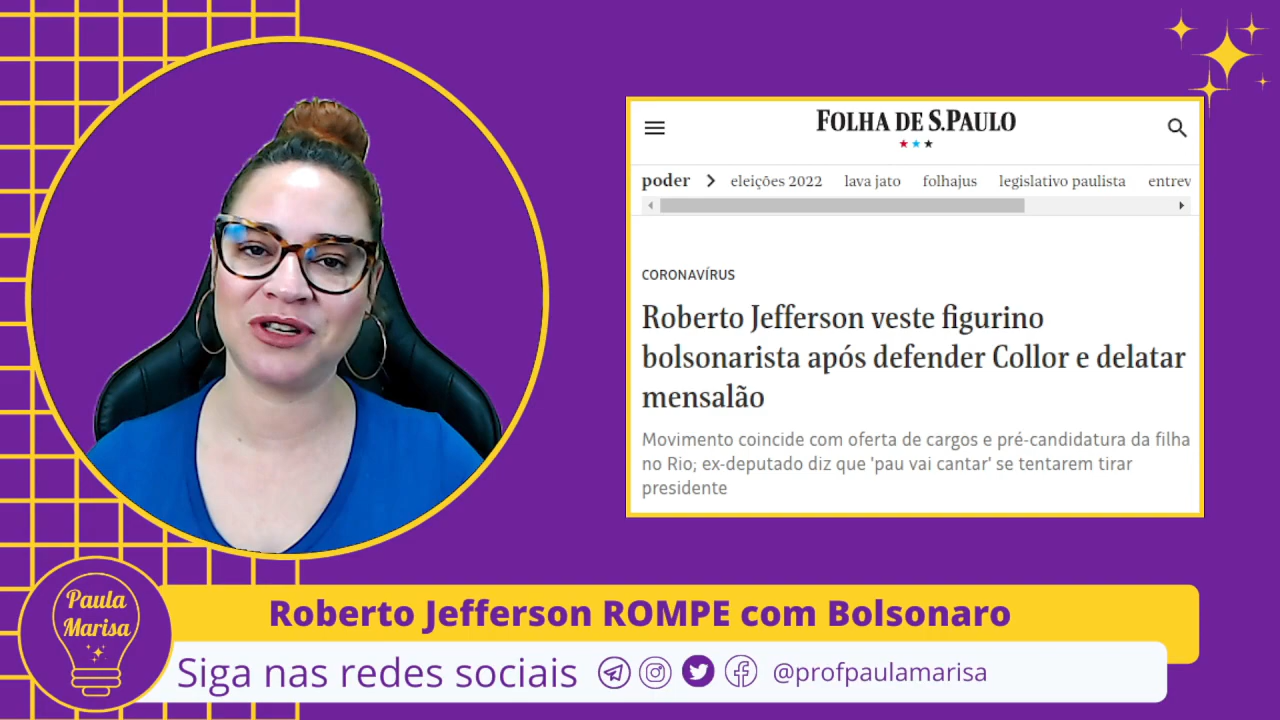 FOLHA DE S.PAULO
poder
eleições 2022 lava jato folhajus legislativo paulista entrev
CORONAVÍRUS
Roberto Jefferson veste figurino
bolsonarista após defender Collor e delatar
mensalão
Movimento coincide com oferta de cargos e pré-candidatura da filha
no Rio; ex-deputado diz que 'pau vai cantar' se tentarem tirar
presidente
Roberto Jefferson ROMPE com Bolsonaro
Paula
Marisa
Siga nas redes sociais @profpaulamarisa